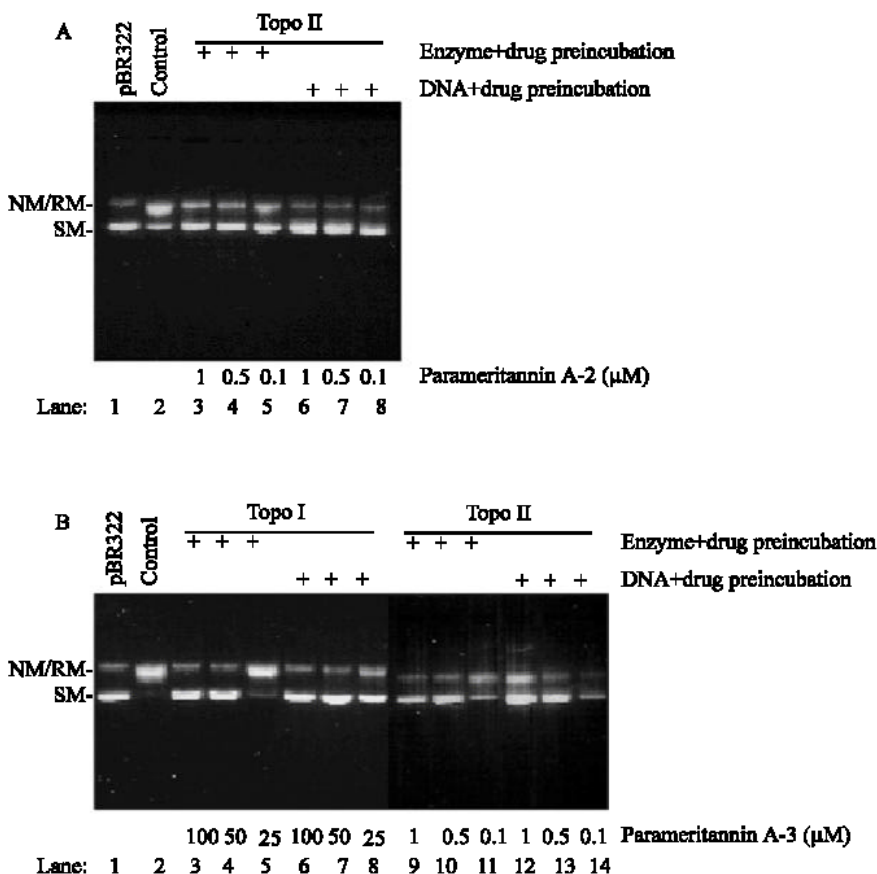 A
pBR322
Control
Topo II
+ + + Enzyme+drug preincubation
+ + + DNA+drug preincubation
NM/RM-
SM-
1 0.5 0.1 1 0.5 0.1 Parameritannin A-2 (μM)
Lane: 1 2 3 4 5 6 7 8
B
pBR322
Control
Topo I Topo II
+ + + + + + Enzyme+drug preincubation
+ + + + + + DNA+drug preincubation
NM/RM-
SM-
100 50 25 100 50 25 1 0.5 0.1 1 0.5 0.1 Parameritannin A-3 (μM)
Lane: 1 2 3 4 5 6 7 8 9 10 11 12 13 14